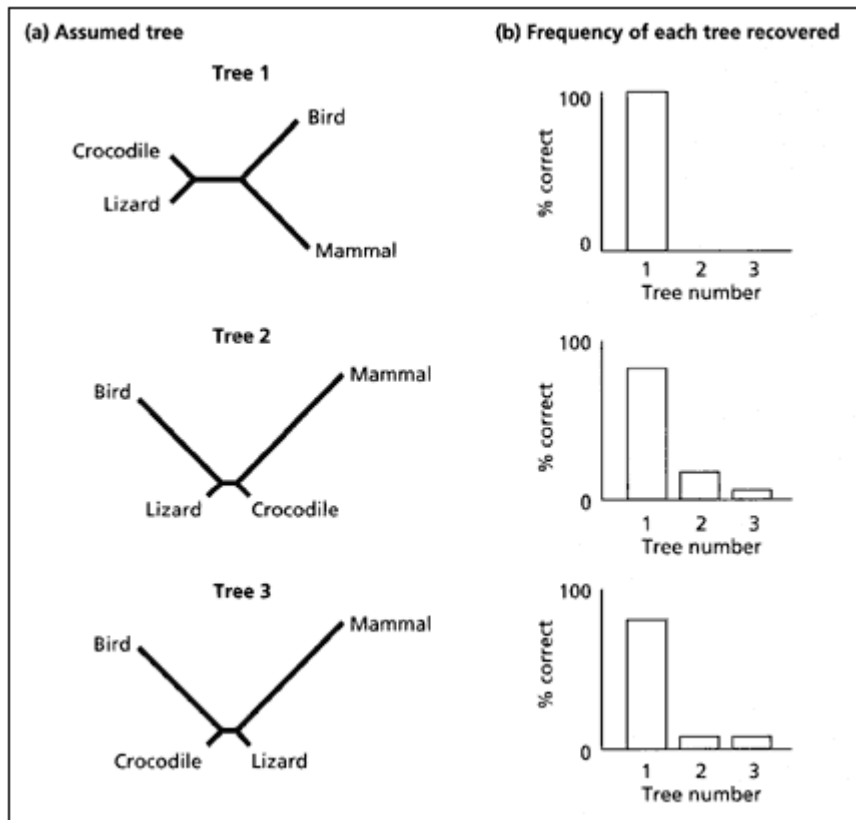 (a) Assumed tree
(b) Frequency of each tree recovered
Tree 1
Bird
Crocodile
Lizard
Mammal
100
% correct
0
1 2 3
Tree number
Tree 2
Mammal
Bird
Lizard Crocodile
100
% correct
0
1 2 3
Tree number
Tree 3
Mammal
Bird
Crocodile Lizard
100
% correct
0
1 2 3
Tree number